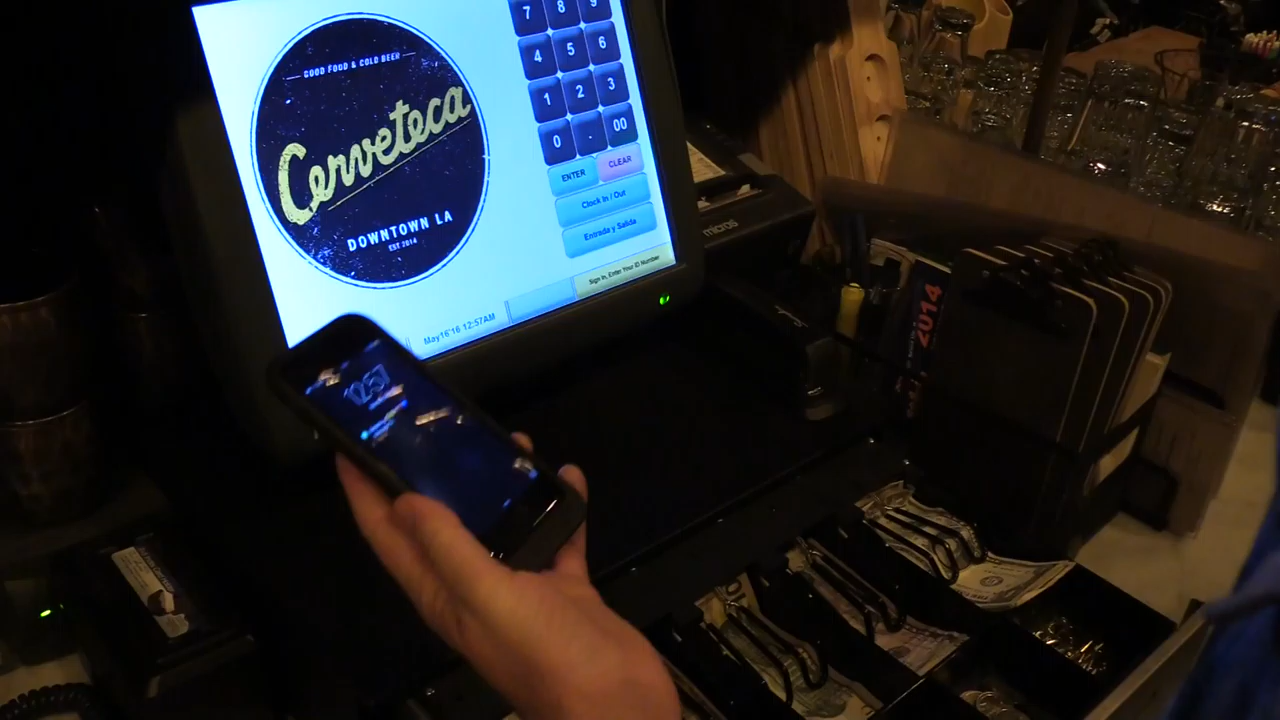 GOOD FOOD & COLD BEER
Cerveteca
DOWNTOWN LA
EST. 2014
7 8 9
4 5 6
1 2 3
0 . 00
ENTER CLEAR
Clock In / Out
Entrada y Salida
Sign In, Enter Your ID Number
May16'16 12:57AM
12:57
micros
2014